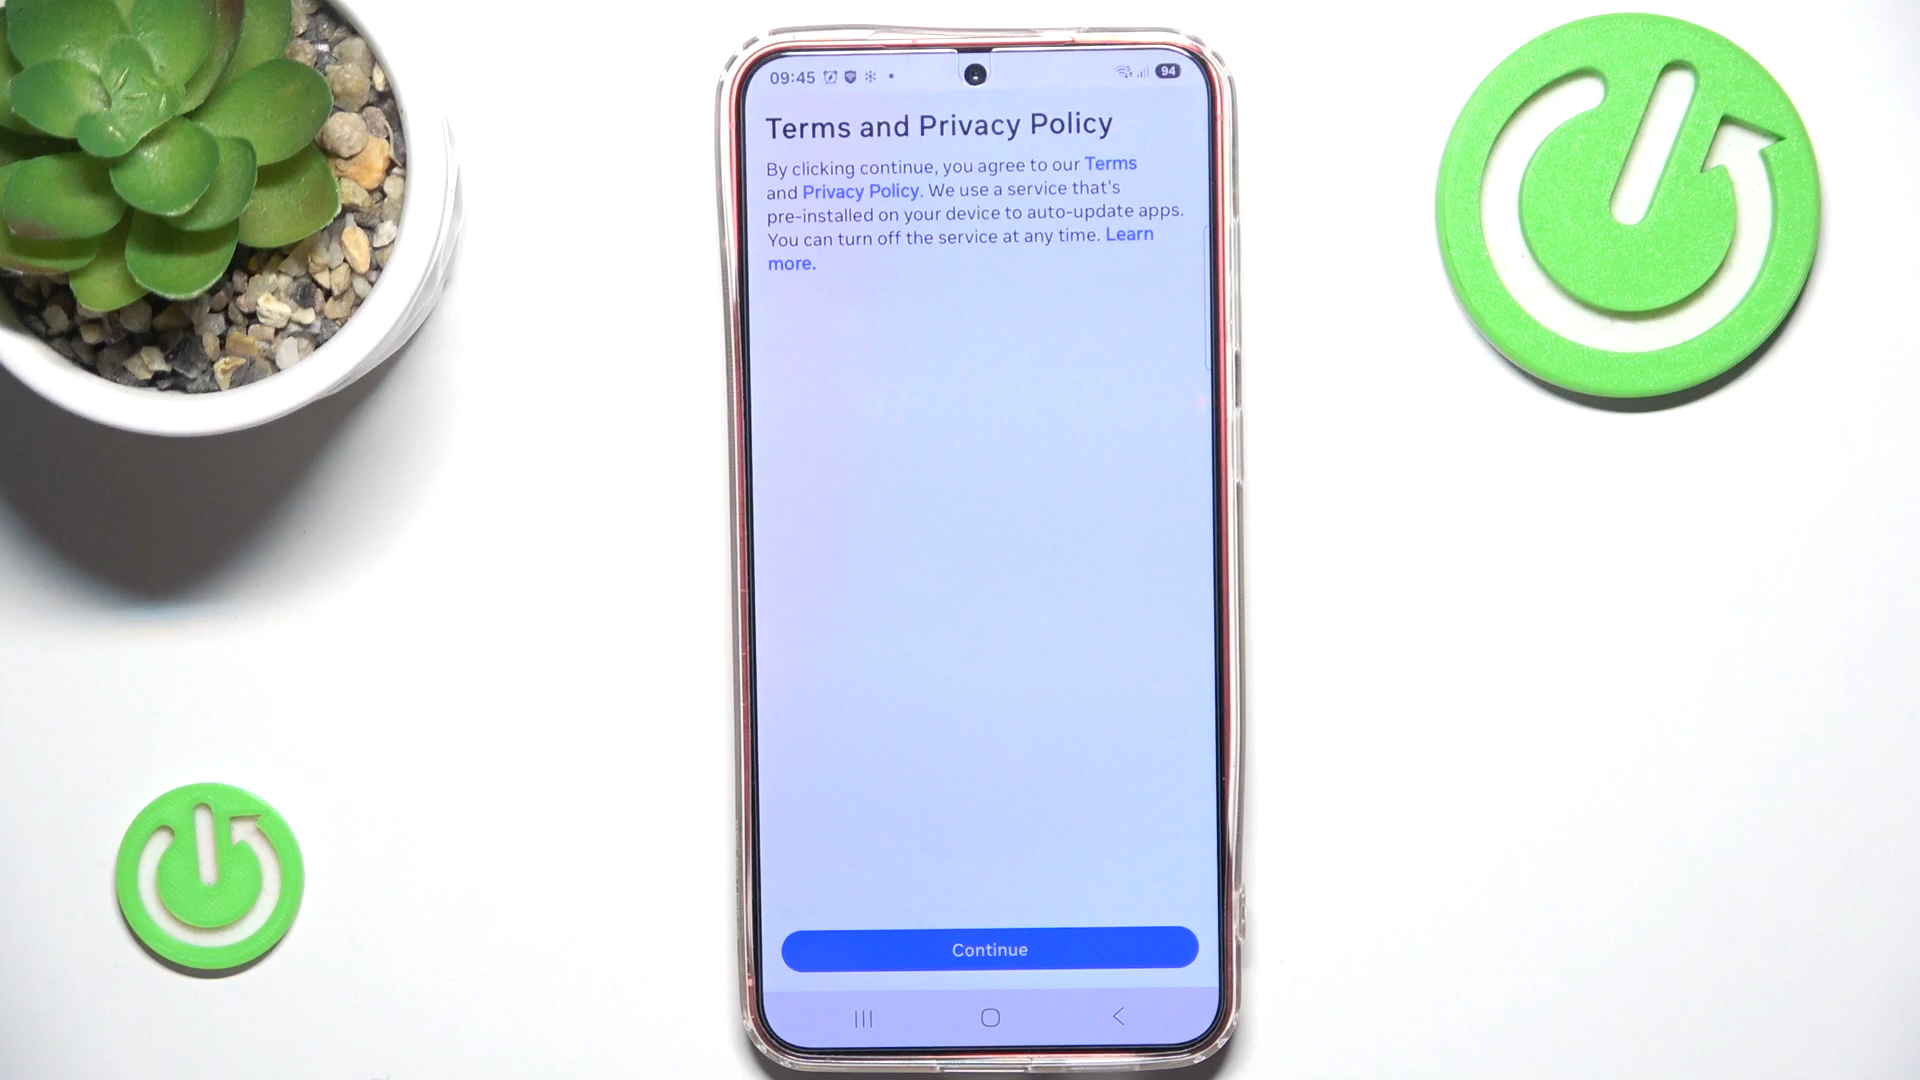 09:45
94
Terms and Privacy Policy
By clicking continue, you agree to our Terms
and Privacy Policy. We use a service that's
pre-installed on your device to auto-update apps.
You can turn off the service at any time. Learn
more.
Continue